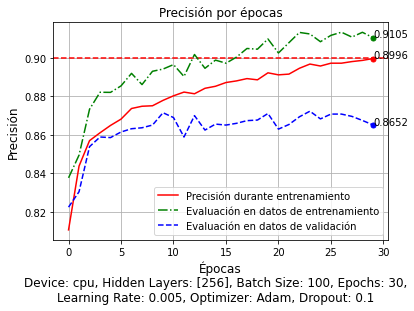 Precisión por épocas
Precisión
0.90
0.88
0.86
0.84
0.82
0.9105
0.8996
0.8652
Precisión durante entrenamiento
Evaluación en datos de entrenamiento
Evaluación en datos de validación
0 5 10 15 20 25 30
Épocas
Device: cpu, Hidden Layers: [256], Batch Size: 100, Epochs: 30,
Learning Rate: 0.005, Optimizer: Adam, Dropout: 0.1